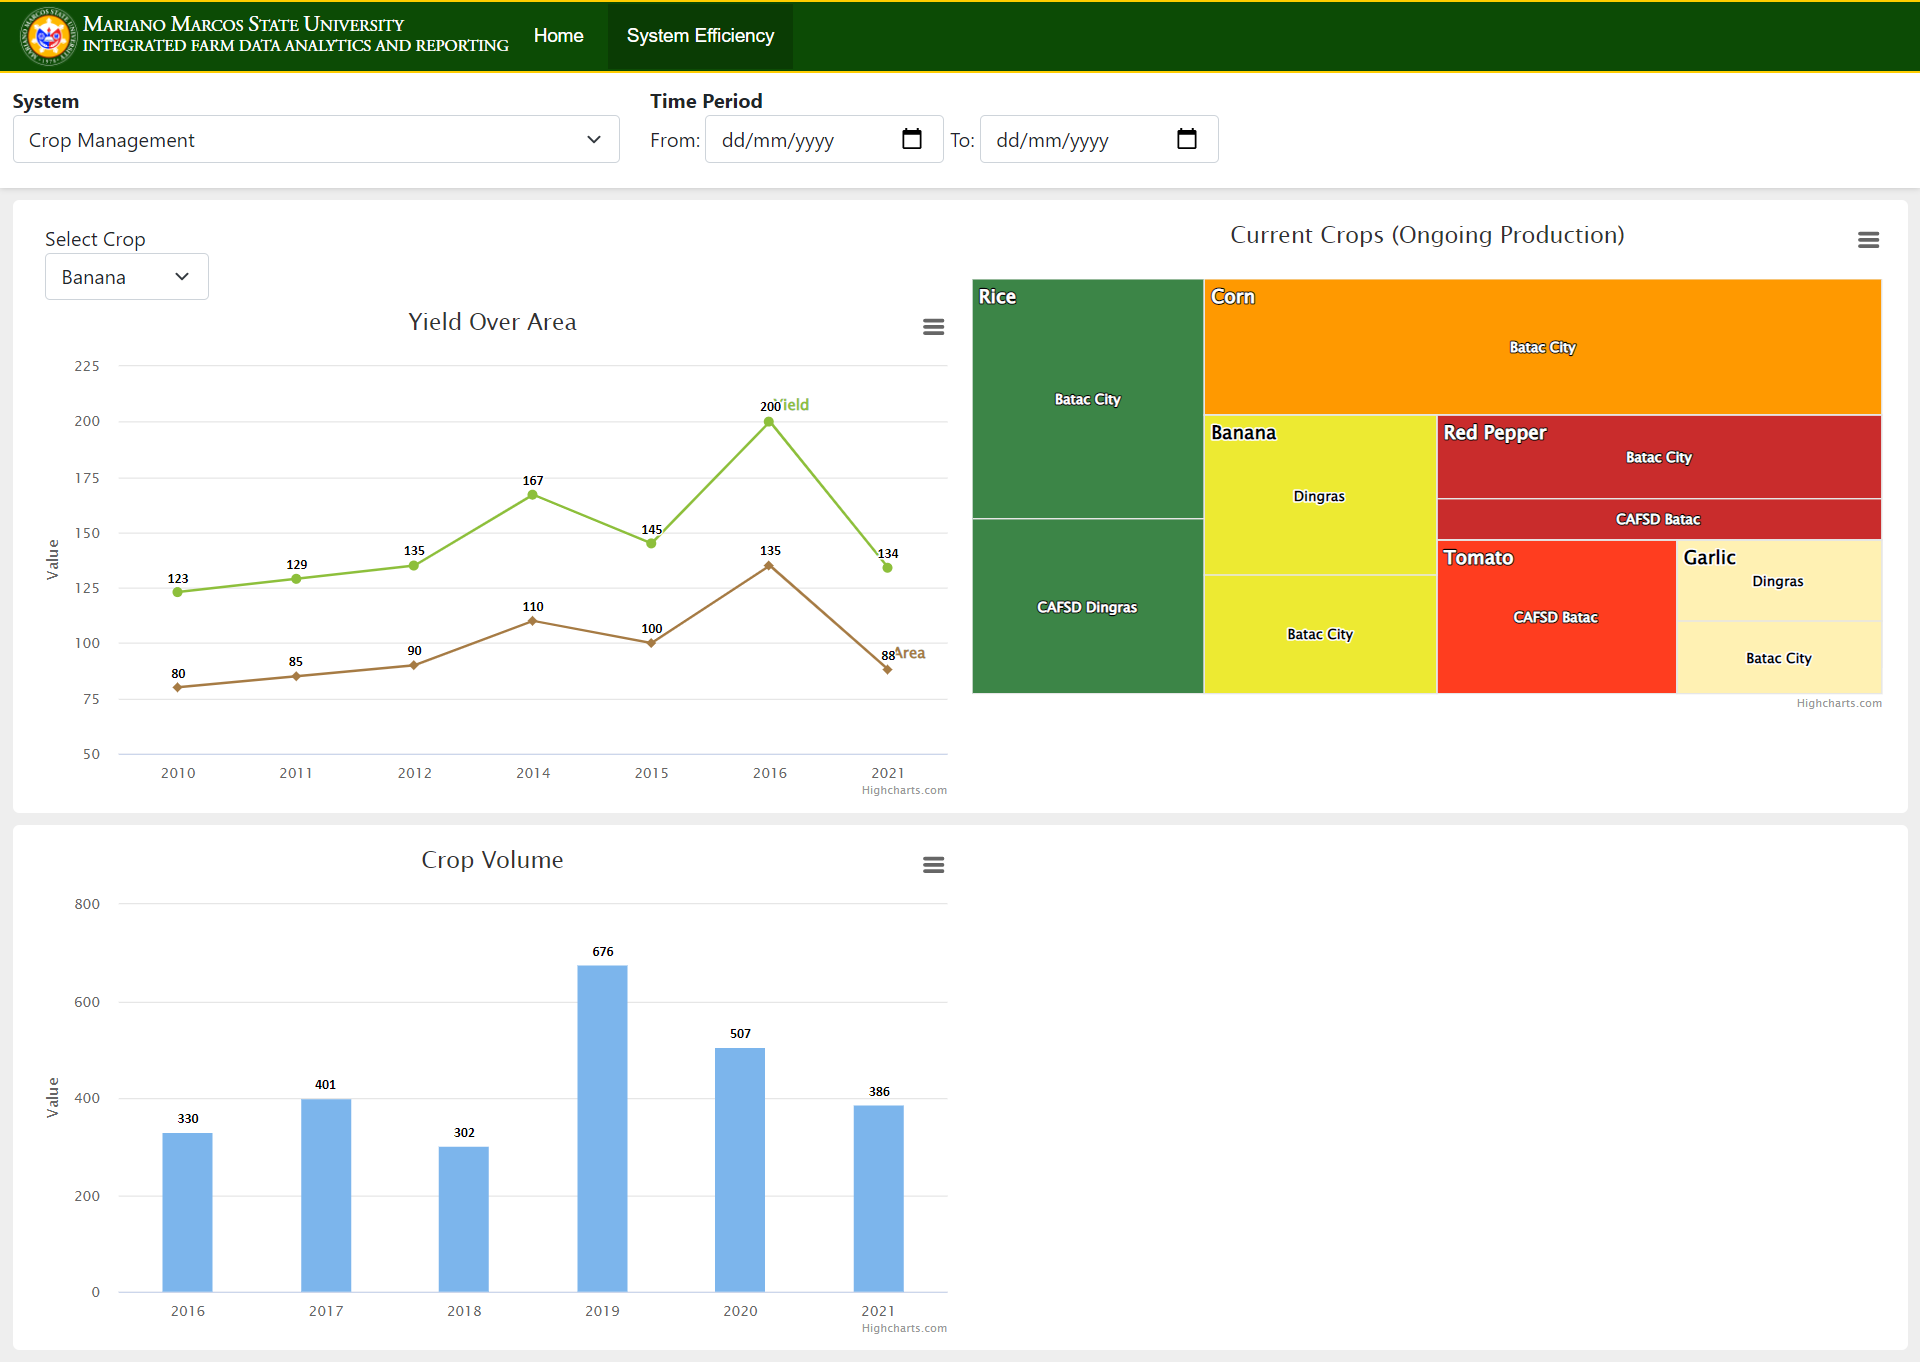 MARIANO MARCOS STATE UNIVERSITY
INTEGRATED FARM DATA ANALYTICS AND REPORTING
Home
System Efficiency
System
Crop Management
Time Period
From: dd/mm/yyyy To: dd/mm/yyyy
Select Crop
Banana
Yield Over Area
Value
225
200
175
150
125
100
75
50
123
129
135
167
145
200
134
Yield
80
85
90
110
100
135
88
Area
2010 2011 2012 2014 2015 2016 2021
Highcharts.com
Current Crops (Ongoing Production)
Rice
Batac City
CAFSD Dingras
Corn
Batac City
Banana
Dingras
Batac City
Red Pepper
Batac City
CAFSD Batac
Tomato
CAFSD Batac
Garlic
Dingras
Batac City
Highcharts.com
Crop Volume
Value
800
600
400
200
0
330
401
302
676
507
386
2016 2017 2018 2019 2020 2021
Highcharts.com